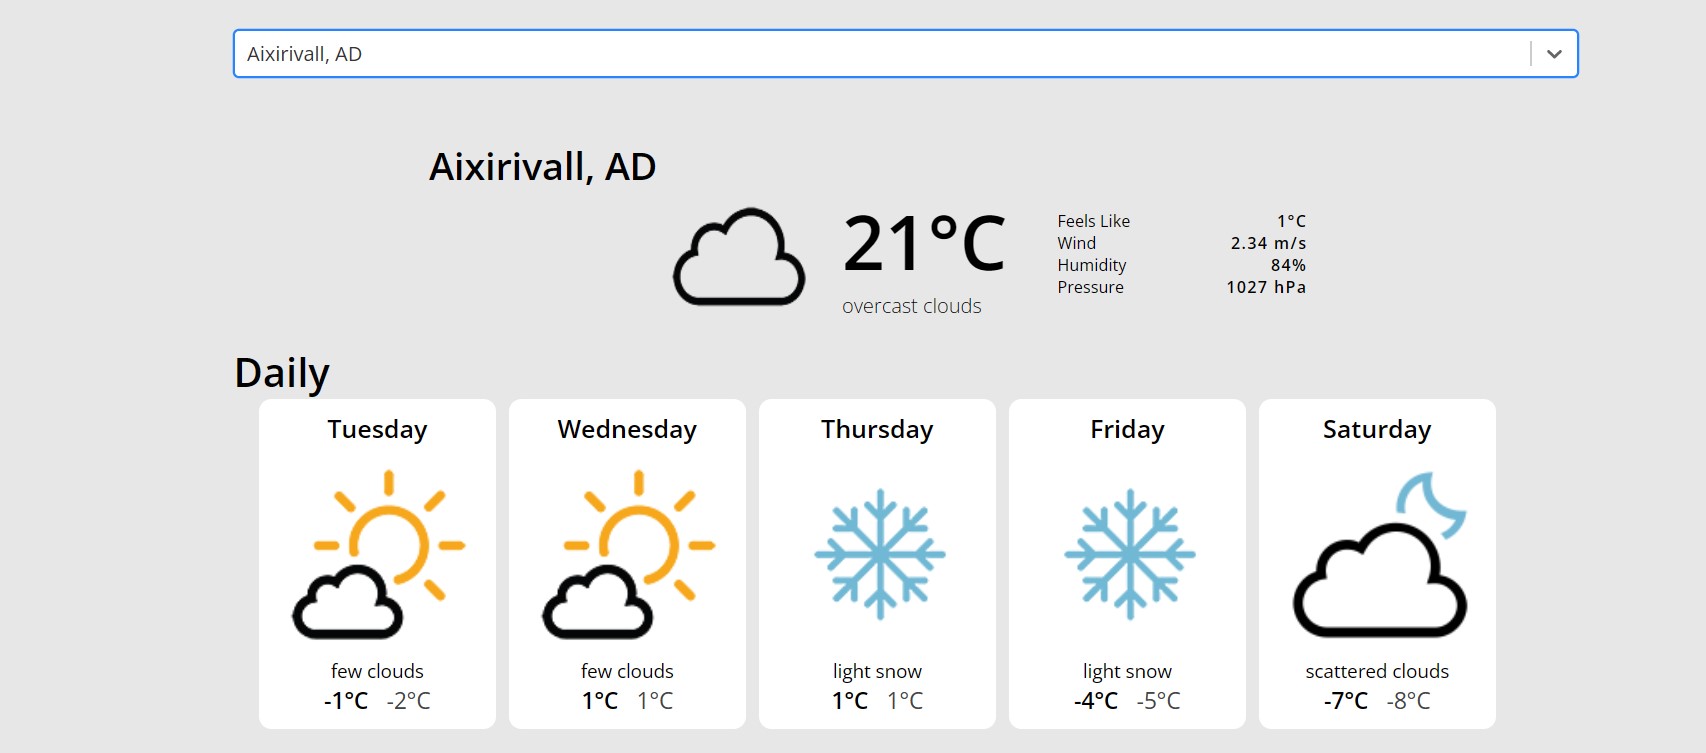 Aixirivall, AD
Aixirivall, AD
21°C
overcast clouds
Feels Like 1°C
Wind 2.34 m/s
Humidity 84%
Pressure 1027 hPa
Daily
Tuesday
few clouds
-1°C -2°C
Wednesday
few clouds
1°C 1°C
Thursday
light snow
1°C 1°C
Friday
light snow
-4°C -5°C
Saturday
scattered clouds
-7°C -8°C